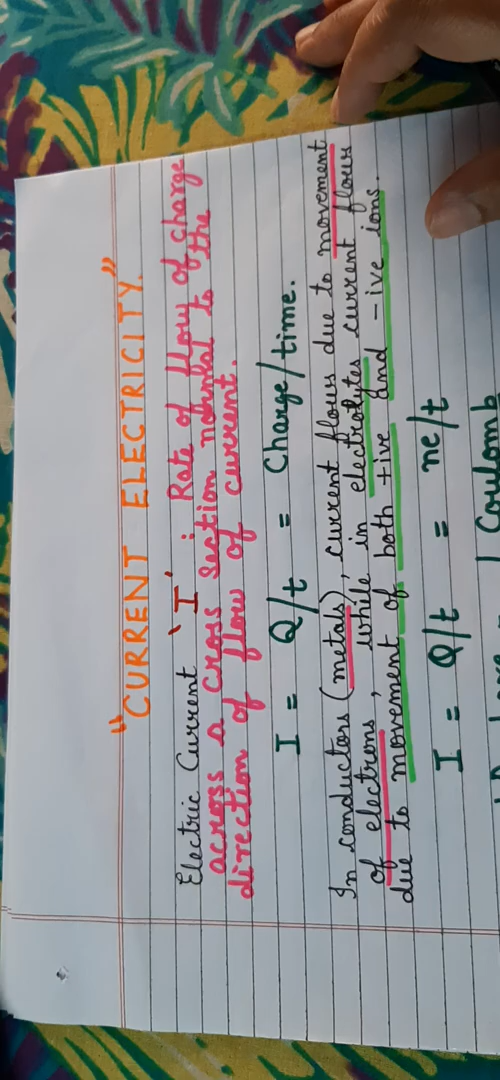 "CURRENT ELECTRICITY."
Electric Current 'I' : Rate of flow of charge
across a cross section normal to the
direction of flow of current.
I = Q/t = Charge/time.
In conductors (metals), current flows due to movement
of electrons, while in electrolytes current flows
due to movement of both +ive and -ive ions.
I = Q/t = ne/t
1 Coulomb